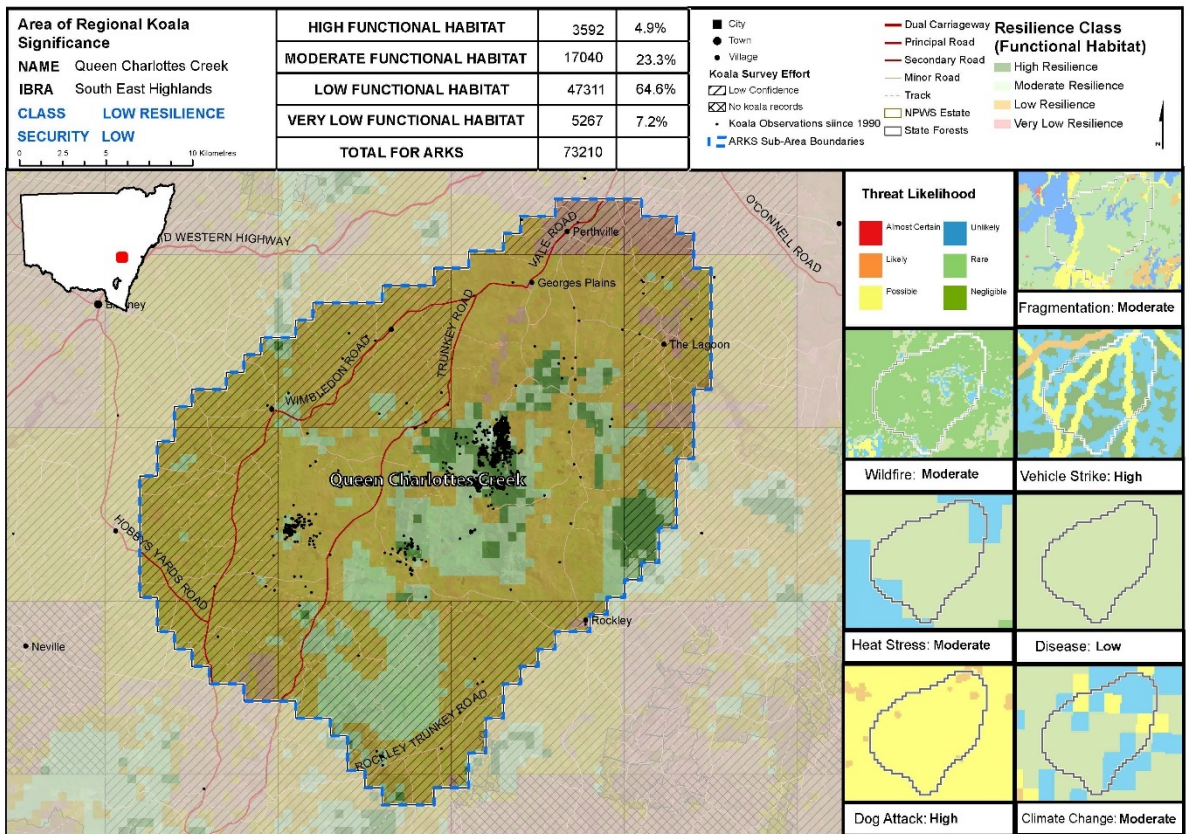 Area of Regional Koala
Significance
NAME Queen Charlottes Creek
IBRA South East Highlands
CLASS LOW RESILIENCE
SECURITY LOW
0 2.5 5 10 Kilometres
HIGH FUNCTIONAL HABITAT 3592 4.9%
MODERATE FUNCTIONAL HABITAT 17040 23.3%
LOW FUNCTIONAL HABITAT 47311 64.6%
VERY LOW FUNCTIONAL HABITAT 5267 7.2%
TOTAL FOR ARKS 73210
City
Town
Village
Koala Survey Effort
Low Confidence
No koala records
Koala Observations siince 1990
ARKS Sub-Area Boundaries
Dual Carriageway
Principal Road
Secondary Road
Minor Road
Track
NPWS Estate
State Forests
Resilience Class
(Functional Habitat)
High Resilience
Moderate Resilience
Low Resilience
Very Low Resilience
N
WESTERN HIGHWAY
O'CONNELL ROAD
VALE ROAD
Perthville
Georges Plains
The Lagoon
WIMBLEDON ROAD
TRUNKEY ROAD
Queen Charlottes Creek
HOBBYS YARDS ROAD
Neville
Rockley
ROCKLEY TRUNKEY ROAD
Threat Likelihood
Almost Certain
Unlikely
Likely
Rare
Possible
Negligible
Fragmentation: Moderate
Wildfire: Moderate
Vehicle Strike: High
Heat Stress: Moderate
Disease: Low
Dog Attack: High
Climate Change: Moderate